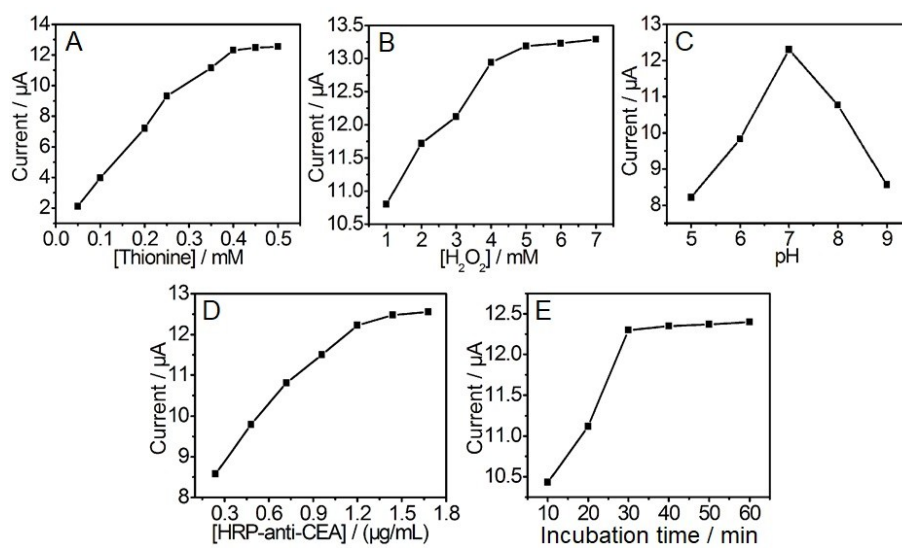 A
Current / μA
14
12
10
8
6
4
2
0.0 0.1 0.2 0.3 0.4 0.5
[Thionine] / mM
B
Current / μA
13.5
13.0
12.5
12.0
11.5
11.0
10.5
1 2 3 4 5 6 7
[H₂O₂] / mM
C
Current / μA
13
12
11
10
9
8
5 6 7 8 9
pH
D
Current / μA
13
12
11
10
9
8
0.3 0.6 0.9 1.2 1.5 1.8
[HRP-anti-CEA] / (μg/mL)
E
Current / μA
12.5
12.0
11.5
11.0
10.5
10 20 30 40 50 60
Incubation time / min